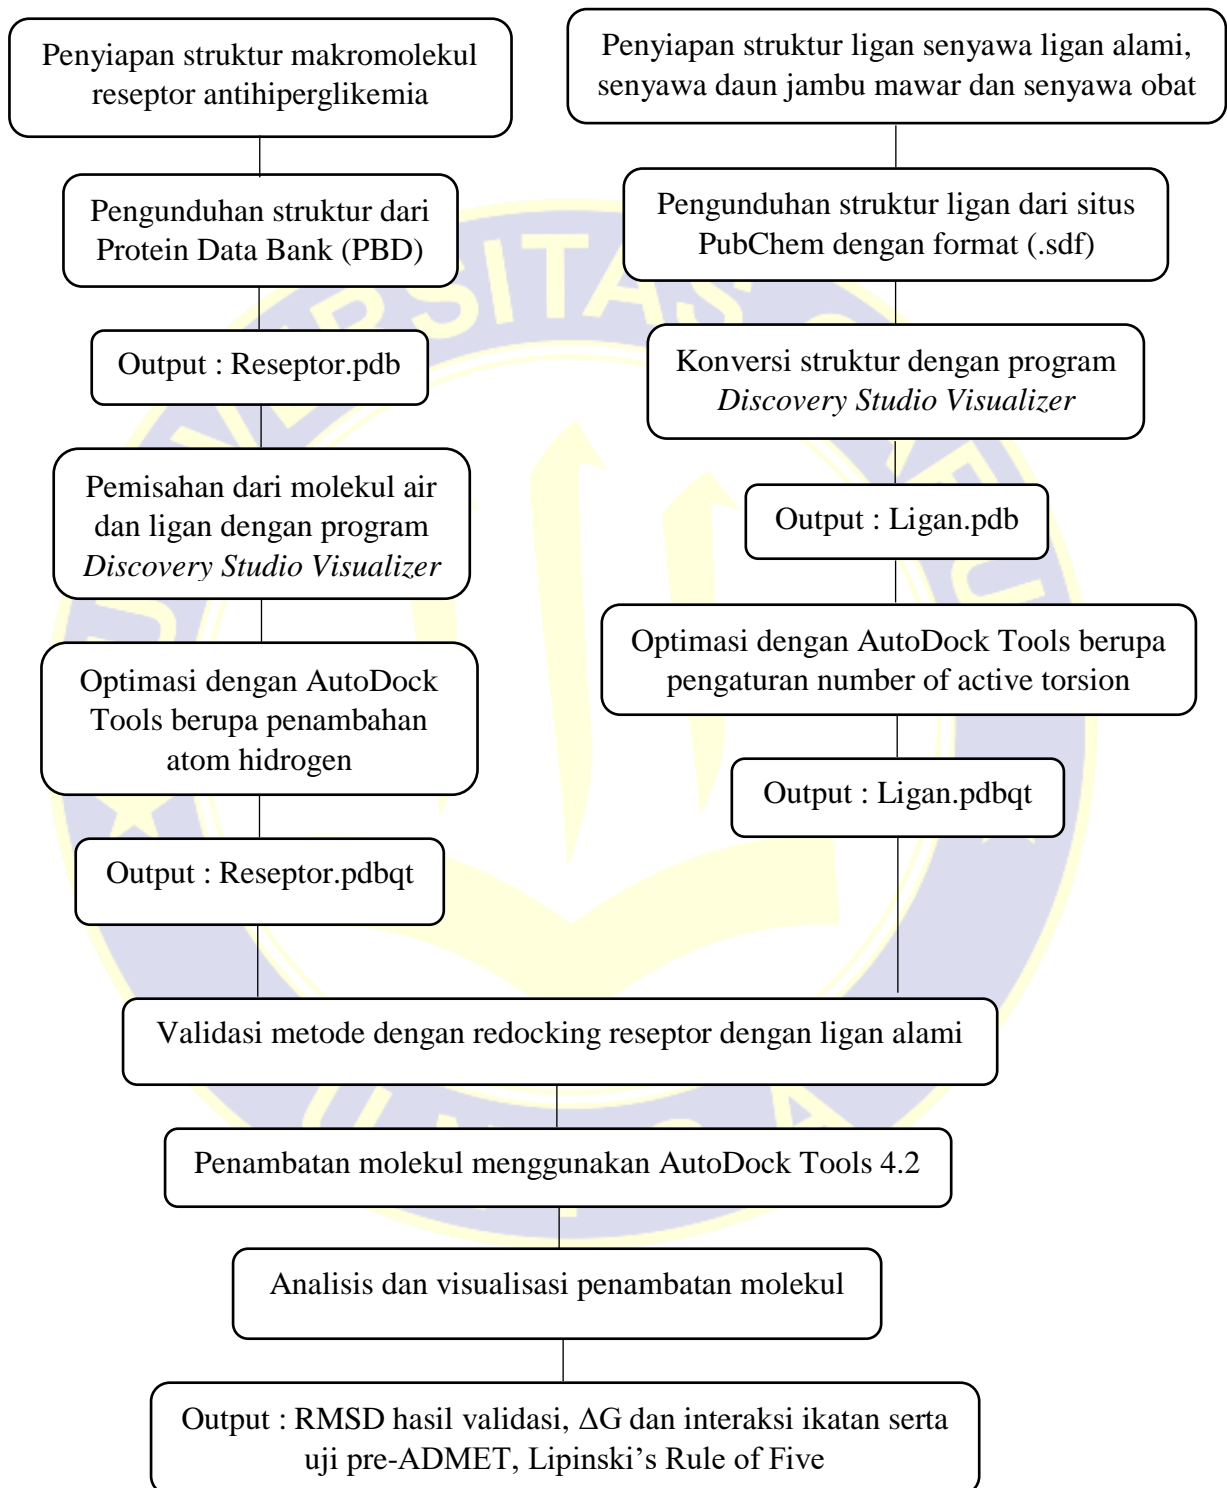 Penyiapan struktur makromolekul
reseptor antihiperglikemia
Pengunduhan struktur dari
Protein Data Bank (PBD)
Output : Reseptor.pdb
Pemisahan dari molekul air
dan ligan dengan program
Discovery Studio Visualizer
Optimasi dengan AutoDock
Tools berupa penambahan
atom hidrogen
Output : Reseptor.pdbqt
Penyiapan struktur ligan senyawa ligan alami,
senyawa daun jambu mawar dan senyawa obat
Pengunduhan struktur ligan dari situs
PubChem dengan format (.sdf)
Konversi struktur dengan program
Discovery Studio Visualizer
Output : Ligan.pdb
Optimasi dengan AutoDock Tools berupa
pengaturan number of active torsion
Output : Ligan.pdbqt
Validasi metode dengan redocking reseptor dengan ligan alami
Penambatan molekul menggunakan AutoDock Tools 4.2
Analisis dan visualisasi penambatan molekul
Output : RMSD hasil validasi, ΔG dan interaksi ikatan serta
uji pre-ADMET, Lipinski’s Rule of Five